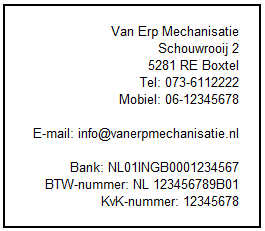 Van Erp Mechanisatie
Schouwrooij 2
5281 RE Boxtel
Tel: 073-6112222
Mobiel: 06-12345678
E-mail: info@vanerpmechanisatie.nl
Bank: NL01INGB0001234567
BTW-nummer: NL 123456789B01
KvK-nummer: 12345678